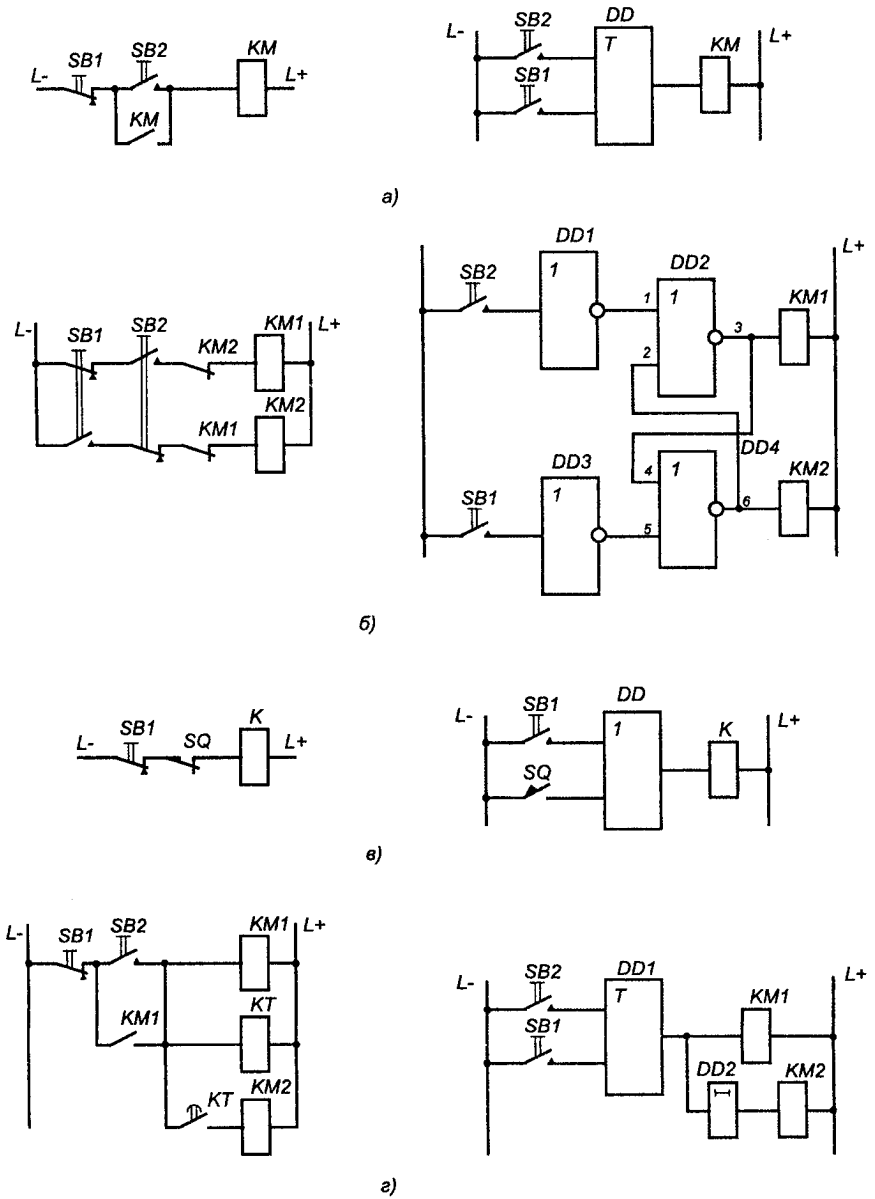 SB1 SB2 KM
L- L+
KM
L- SB2 DD KM L+
T
SB1
а)
L- SB1 SB2 KM2 KM1 L+
KM1 KM2
SB2 DD1 DD2 KM1 L+
1 1 1
2 3
SB1 DD3 DD4 KM2
1 4 1
5 6
б)
L- SB1 SQ K L+
L- SB1 DD K L+
1
SQ
в)
L- SB1 SB2 KM1 L+
KM1 KT
KT KM2
L- SB2 DD1 KM1 L+
T
SB1 DD2 KM2
г)